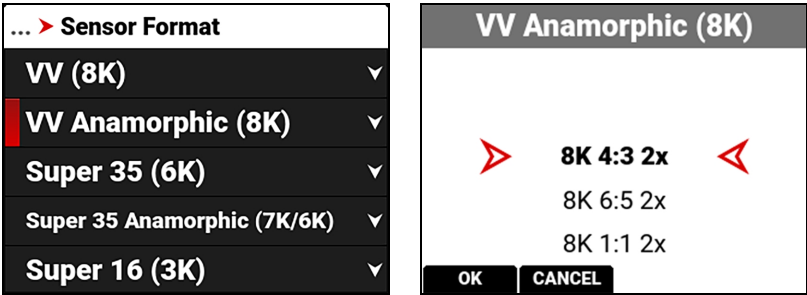 ... Sensor Format
VV (8K)
VV Anamorphic (8K)
Super 35 (6K)
Super 35 Anamorphic (7K/6K)
Super 16 (3K)
VV Anamorphic (8K)
8K 4:3 2x
8K 6:5 2x
8K 1:1 2x
OK CANCEL